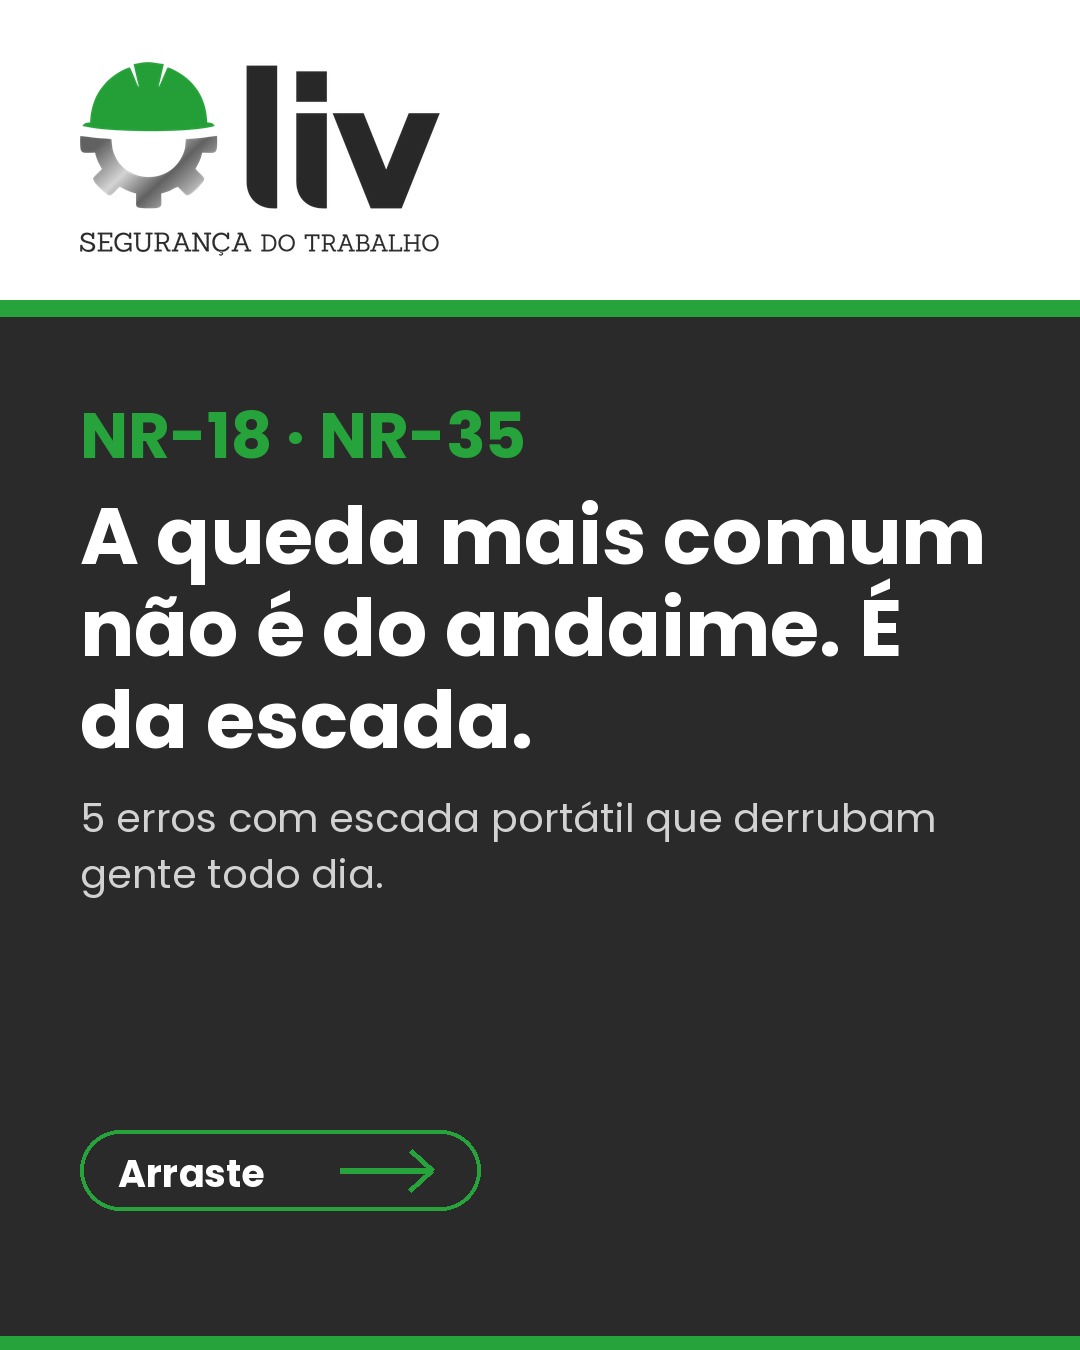 liv
SEGURANÇA DO TRABALHO
NR-18 · NR-35
A queda mais comum
não é do andaime. É
da escada.
5 erros com escada portátil que derrubam
gente todo dia.
Arraste